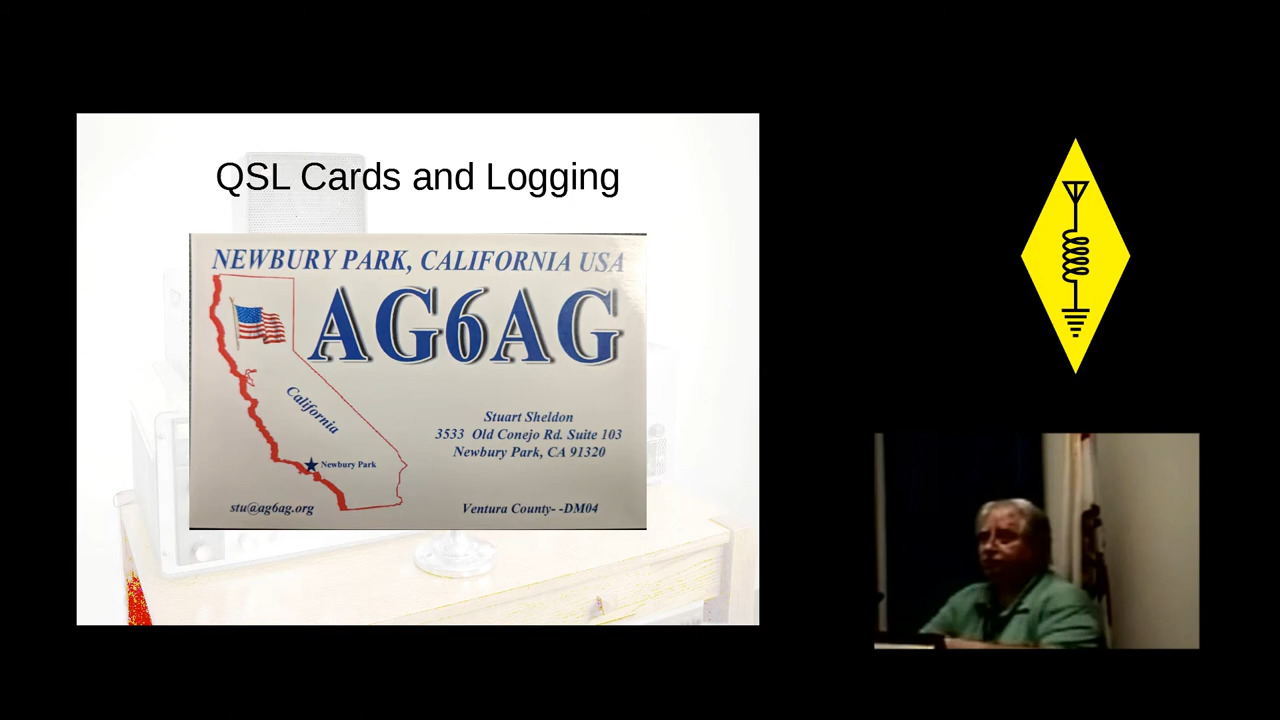 QSL Cards and Logging
NEWBURY PARK, CALIFORNIA USA
AG6AG
California
Stuart Sheldon
3533 Old Conejo Rd. Suite 103
Newbury Park, CA 91320
Newbury Park
stu@ag6ag.org
Ventura County- -DM04